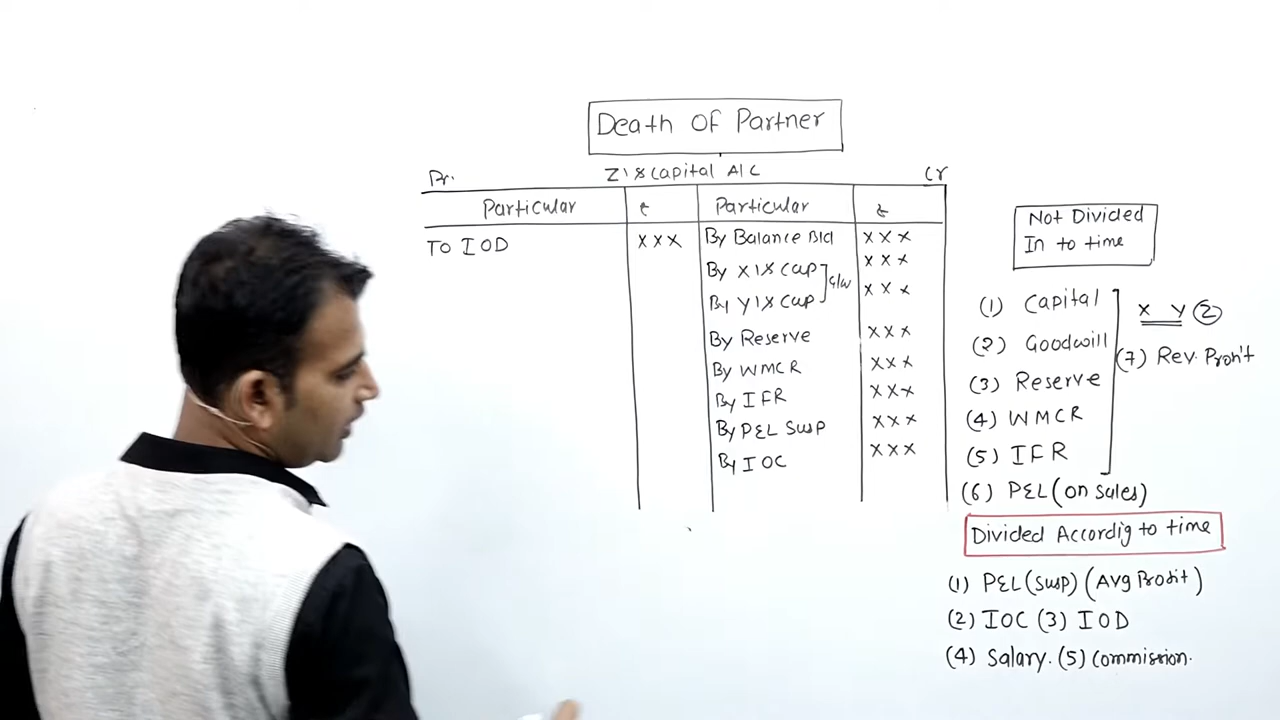 Death Of Partner
Dr. Z's Capital A/C Cr
Particular ₹ Particular ₹
To IOD xxx By Balance B/d xxx
By X's Cap xxx
G/W
By Y's Cap xxx
By Reserve xxx
By WMCR xxx
By IFR xxx
By P&L Susp xxx
By IOC xxx
Not Divided
In to time
(1) Capital
(2) Goodwill
(3) Reserve
(4) WMCR
(5) IFR
X Y Z
(7) Rev. Profit
(6) P&L (on Sales)
Divided Accordig to time
(1) P&L (Susp) (Avg Profit)
(2) IOC (3) IOD
(4) Salary. (5) Commission.